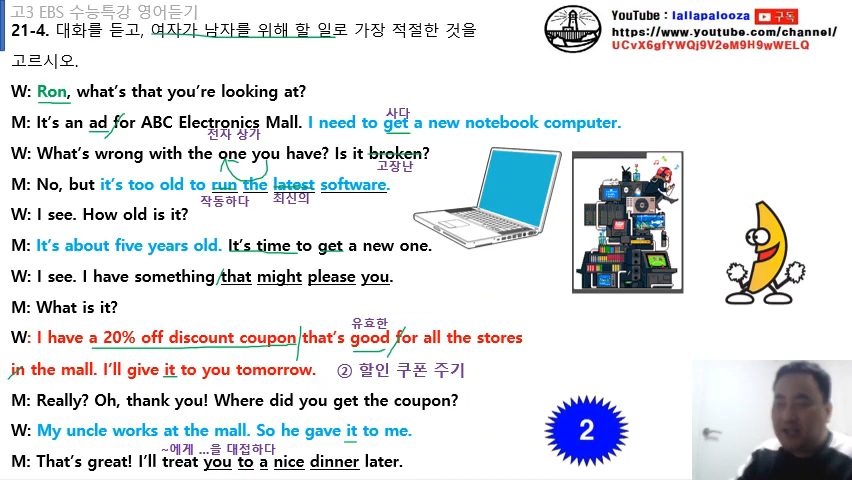 고3 EBS 수능특강 영어듣기
21-4. 대화를 듣고, 여자가 남자를 위해 할 일로 가장 적절한 것을
고르시오.
YouTube : lallapalooza 구독
https://www.youtube.com/channel/
UCvX6gfYWQj9V2eM9H9wWELQ
W: Ron, what's that you're looking at?
사다
M: It's an ad for ABC Electronics Mall. I need to get a new notebook computer.
전자 상가
W: What's wrong with the one you have? Is it broken?
고장난
M: No, but it's too old to run the latest software.
작동하다 최신의
W: I see. How old is it?
M: It's about five years old. It's time to get a new one.
W: I see. I have something that might please you.
M: What is it?
유효한
W: I have a 20% off discount coupon that's good for all the stores
in the mall. I'll give it to you tomorrow. ② 할인 쿠폰 주기
M: Really? Oh, thank you! Where did you get the coupon?
W: My uncle works at the mall. So he gave it to me.
~에게 …을 대접하다
M: That's great! I'll treat you to a nice dinner later.
2